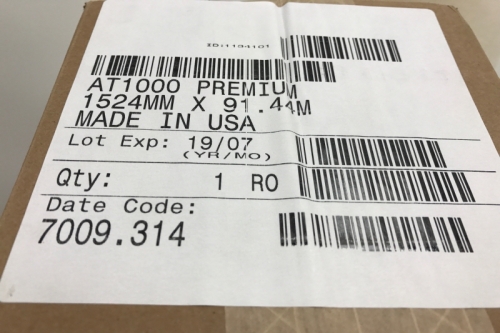 ID:1134101
AT1000 PREMIUM
1524MM X 91.44M
MADE IN USA
Lot Exp: 19/07
(YR/MO)
Qty: 1 RO
Date Code:
7009.314